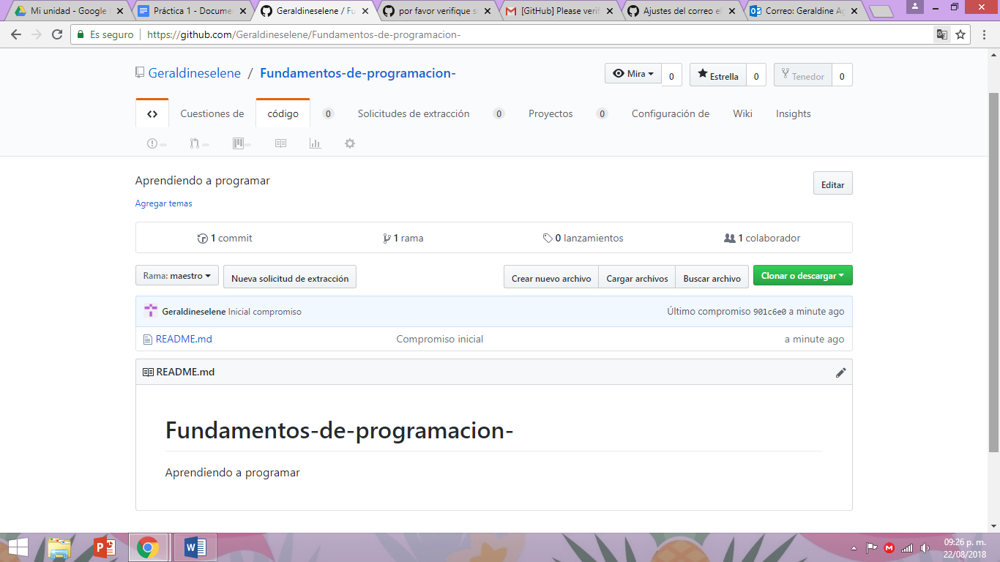 Mi unidad - Google
Práctica 1 - Docume
Geraldineselene / Fu
por favor verifique s
[GitHub] Please verif
Ajustes del correo el
Correo: Geraldine Ag
Es seguro
https://github.com/Geraldineselene/Fundamentos-de-programacion-
Geraldineselene / Fundamentos-de-programacion-
Mira 0 Estrella 0 Tenedor 0
Cuestiones de código 0 Solicitudes de extracción 0 Proyectos 0 Configuración de Wiki Insights
Aprendiendo a programar
Editar
Agregar temas
1 commit 1 rama 0 lanzamientos 1 colaborador
Rama: maestro Nueva solicitud de extracción Crear nuevo archivo Cargar archivos Buscar archivo Clonar o descargar
Geraldineselene Inicial compromiso Último compromiso 901c6e0 a minute ago
README.md Compromiso inicial a minute ago
README.md
Fundamentos-de-programacion-
Aprendiendo a programar
09:26 p. m.
22/08/2018